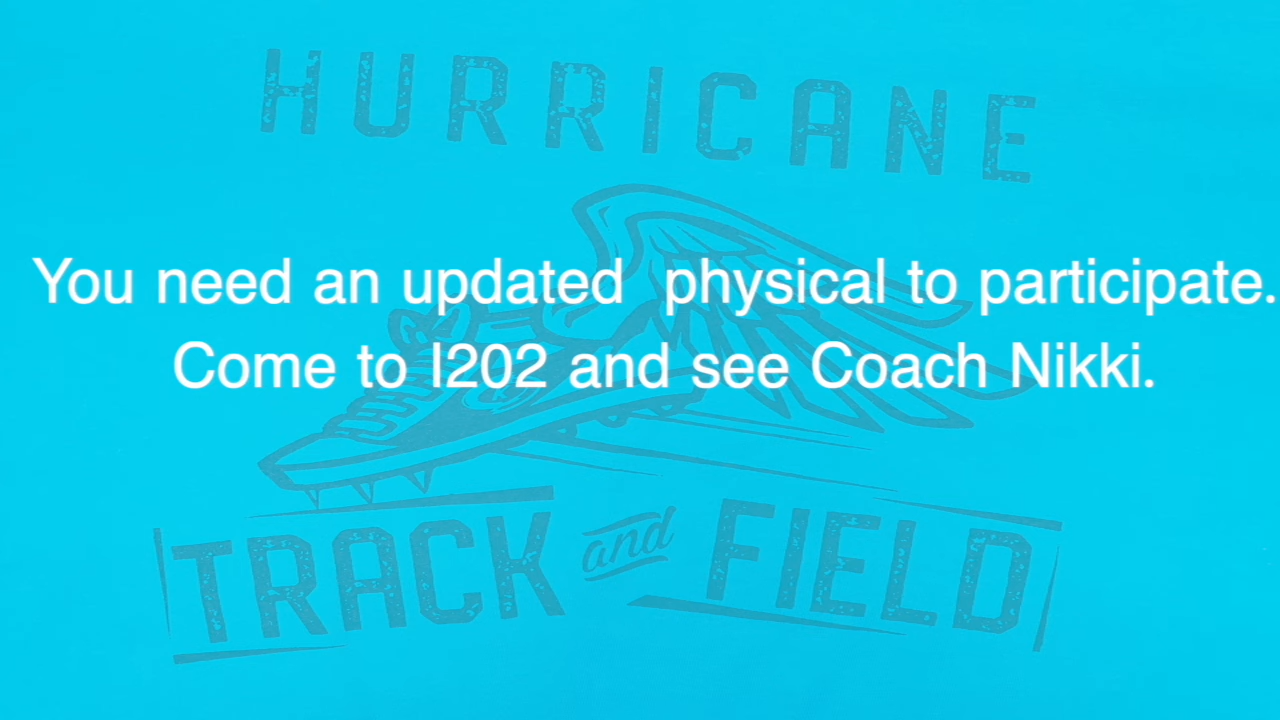 HURRICANE
You need an updated  physical to participate.
Come to I202 and see Coach Nikki.
TRACK and FIELD